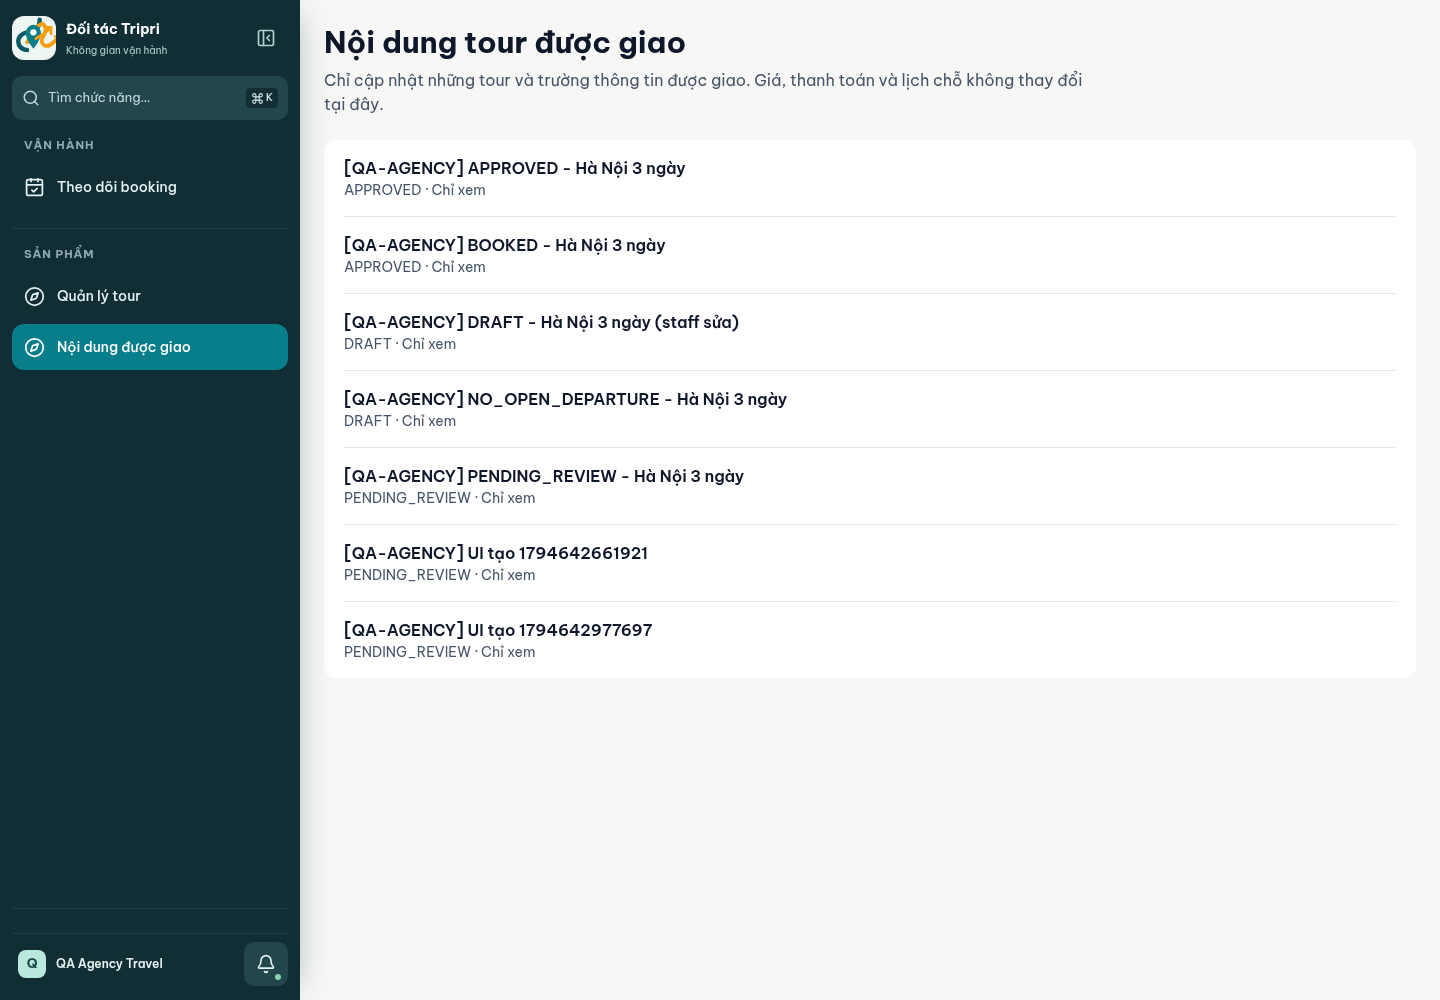 Đối tác Tripri
Không gian vận hành
Tìm chức năng...
⌘K
VẬN HÀNH
Theo dõi booking
SẢN PHẨM
Quản lý tour
Nội dung được giao
Q
QA Agency Travel
Nội dung tour được giao
Chỉ cập nhật những tour và trường thông tin được giao. Giá, thanh toán và lịch chỗ không thay đổi
tại đây.
[QA-AGENCY] APPROVED - Hà Nội 3 ngày
APPROVED · Chỉ xem
[QA-AGENCY] BOOKED - Hà Nội 3 ngày
APPROVED · Chỉ xem
[QA-AGENCY] DRAFT - Hà Nội 3 ngày (staff sửa)
DRAFT · Chỉ xem
[QA-AGENCY] NO_OPEN_DEPARTURE - Hà Nội 3 ngày
DRAFT · Chỉ xem
[QA-AGENCY] PENDING_REVIEW - Hà Nội 3 ngày
PENDING_REVIEW · Chỉ xem
[QA-AGENCY] UI tạo 1794642661921
PENDING_REVIEW · Chỉ xem
[QA-AGENCY] UI tạo 1794642977697
PENDING_REVIEW · Chỉ xem